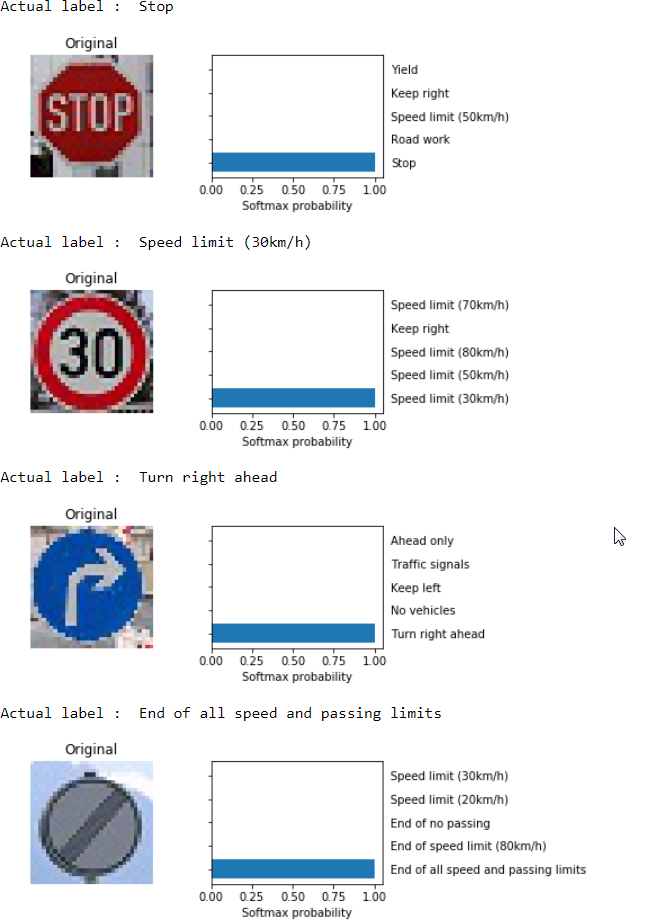 Actual label :  Stop
Original
STOP
Yield
Keep right
Speed limit (50km/h)
Road work
Stop
0.00 0.25 0.50 0.75 1.00
Softmax probability
Actual label :  Speed limit (30km/h)
Original
30
Speed limit (70km/h)
Keep right
Speed limit (80km/h)
Speed limit (50km/h)
Speed limit (30km/h)
0.00 0.25 0.50 0.75 1.00
Softmax probability
Actual label :  Turn right ahead
Original
Ahead only
Traffic signals
Keep left
No vehicles
Turn right ahead
0.00 0.25 0.50 0.75 1.00
Softmax probability
Actual label :  End of all speed and passing limits
Original
Speed limit (30km/h)
Speed limit (20km/h)
End of no passing
End of speed limit (80km/h)
End of all speed and passing limits
0.00 0.25 0.50 0.75 1.00
Softmax probability